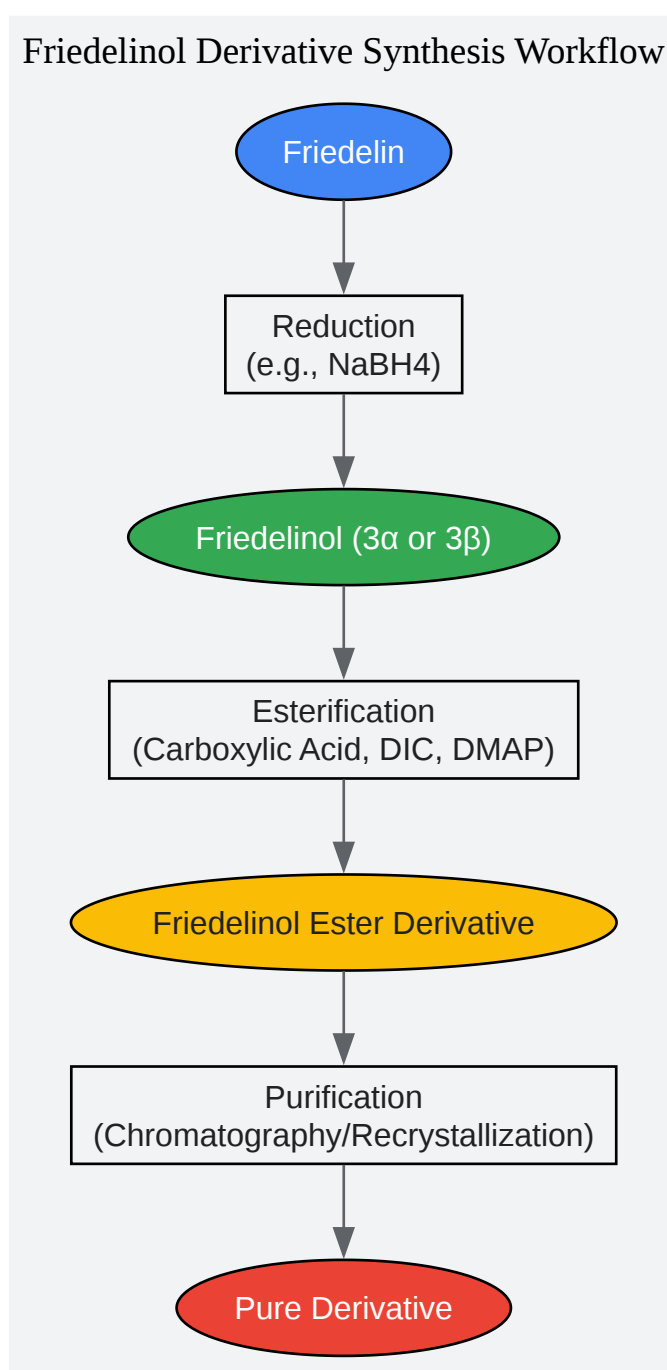 Friedelinol Derivative Synthesis Workflow
Friedelin
Reduction
(e.g., NaBH4)
Friedelinol (3α or 3β)
Esterification
(Carboxylic Acid, DIC, DMAP)
Friedelinol Ester Derivative
Purification
(Chromatography/Recrystallization)
Pure Derivative